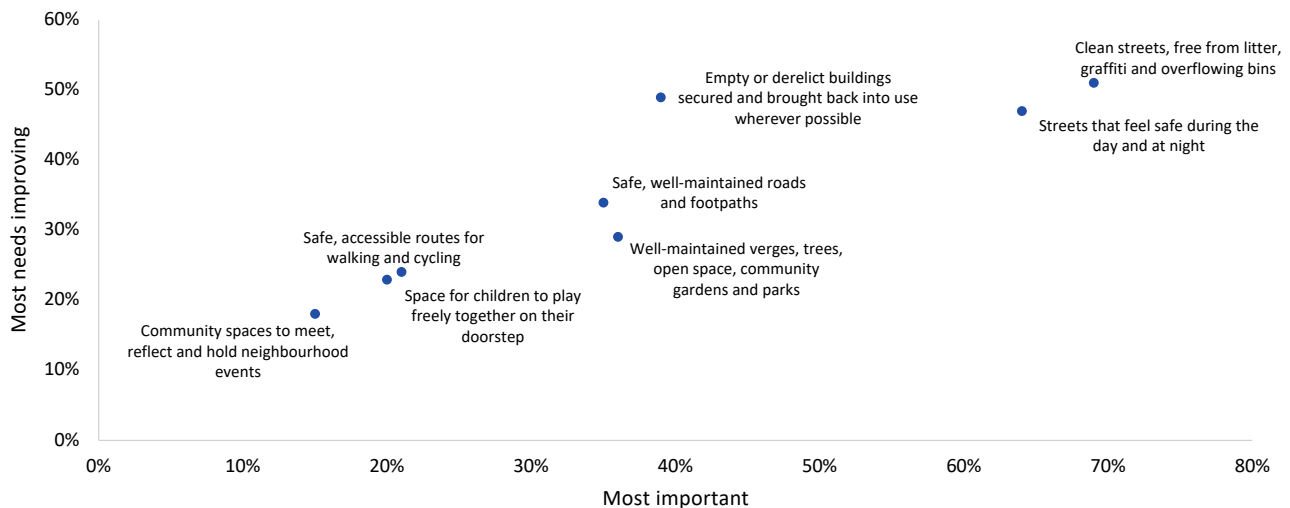 60%
Clean streets, free from litter,
graffiti and overflowing bins
50%
Empty or derelict buildings
secured and brought back into use
wherever possible
Streets that feel safe during the
day and at night
40%
Safe, well-maintained roads
and footpaths
30%
Safe, accessible routes for
walking and cycling
Well-maintained verges, trees,
open space, community
gardens and parks
20%
Space for children to play
freely together on their
doorstep
Community spaces to meet,
reflect and hold neighbourhood
events
10%
0%
Most needs improving
0% 10% 20% 30% 40% 50% 60% 70% 80%
Most important